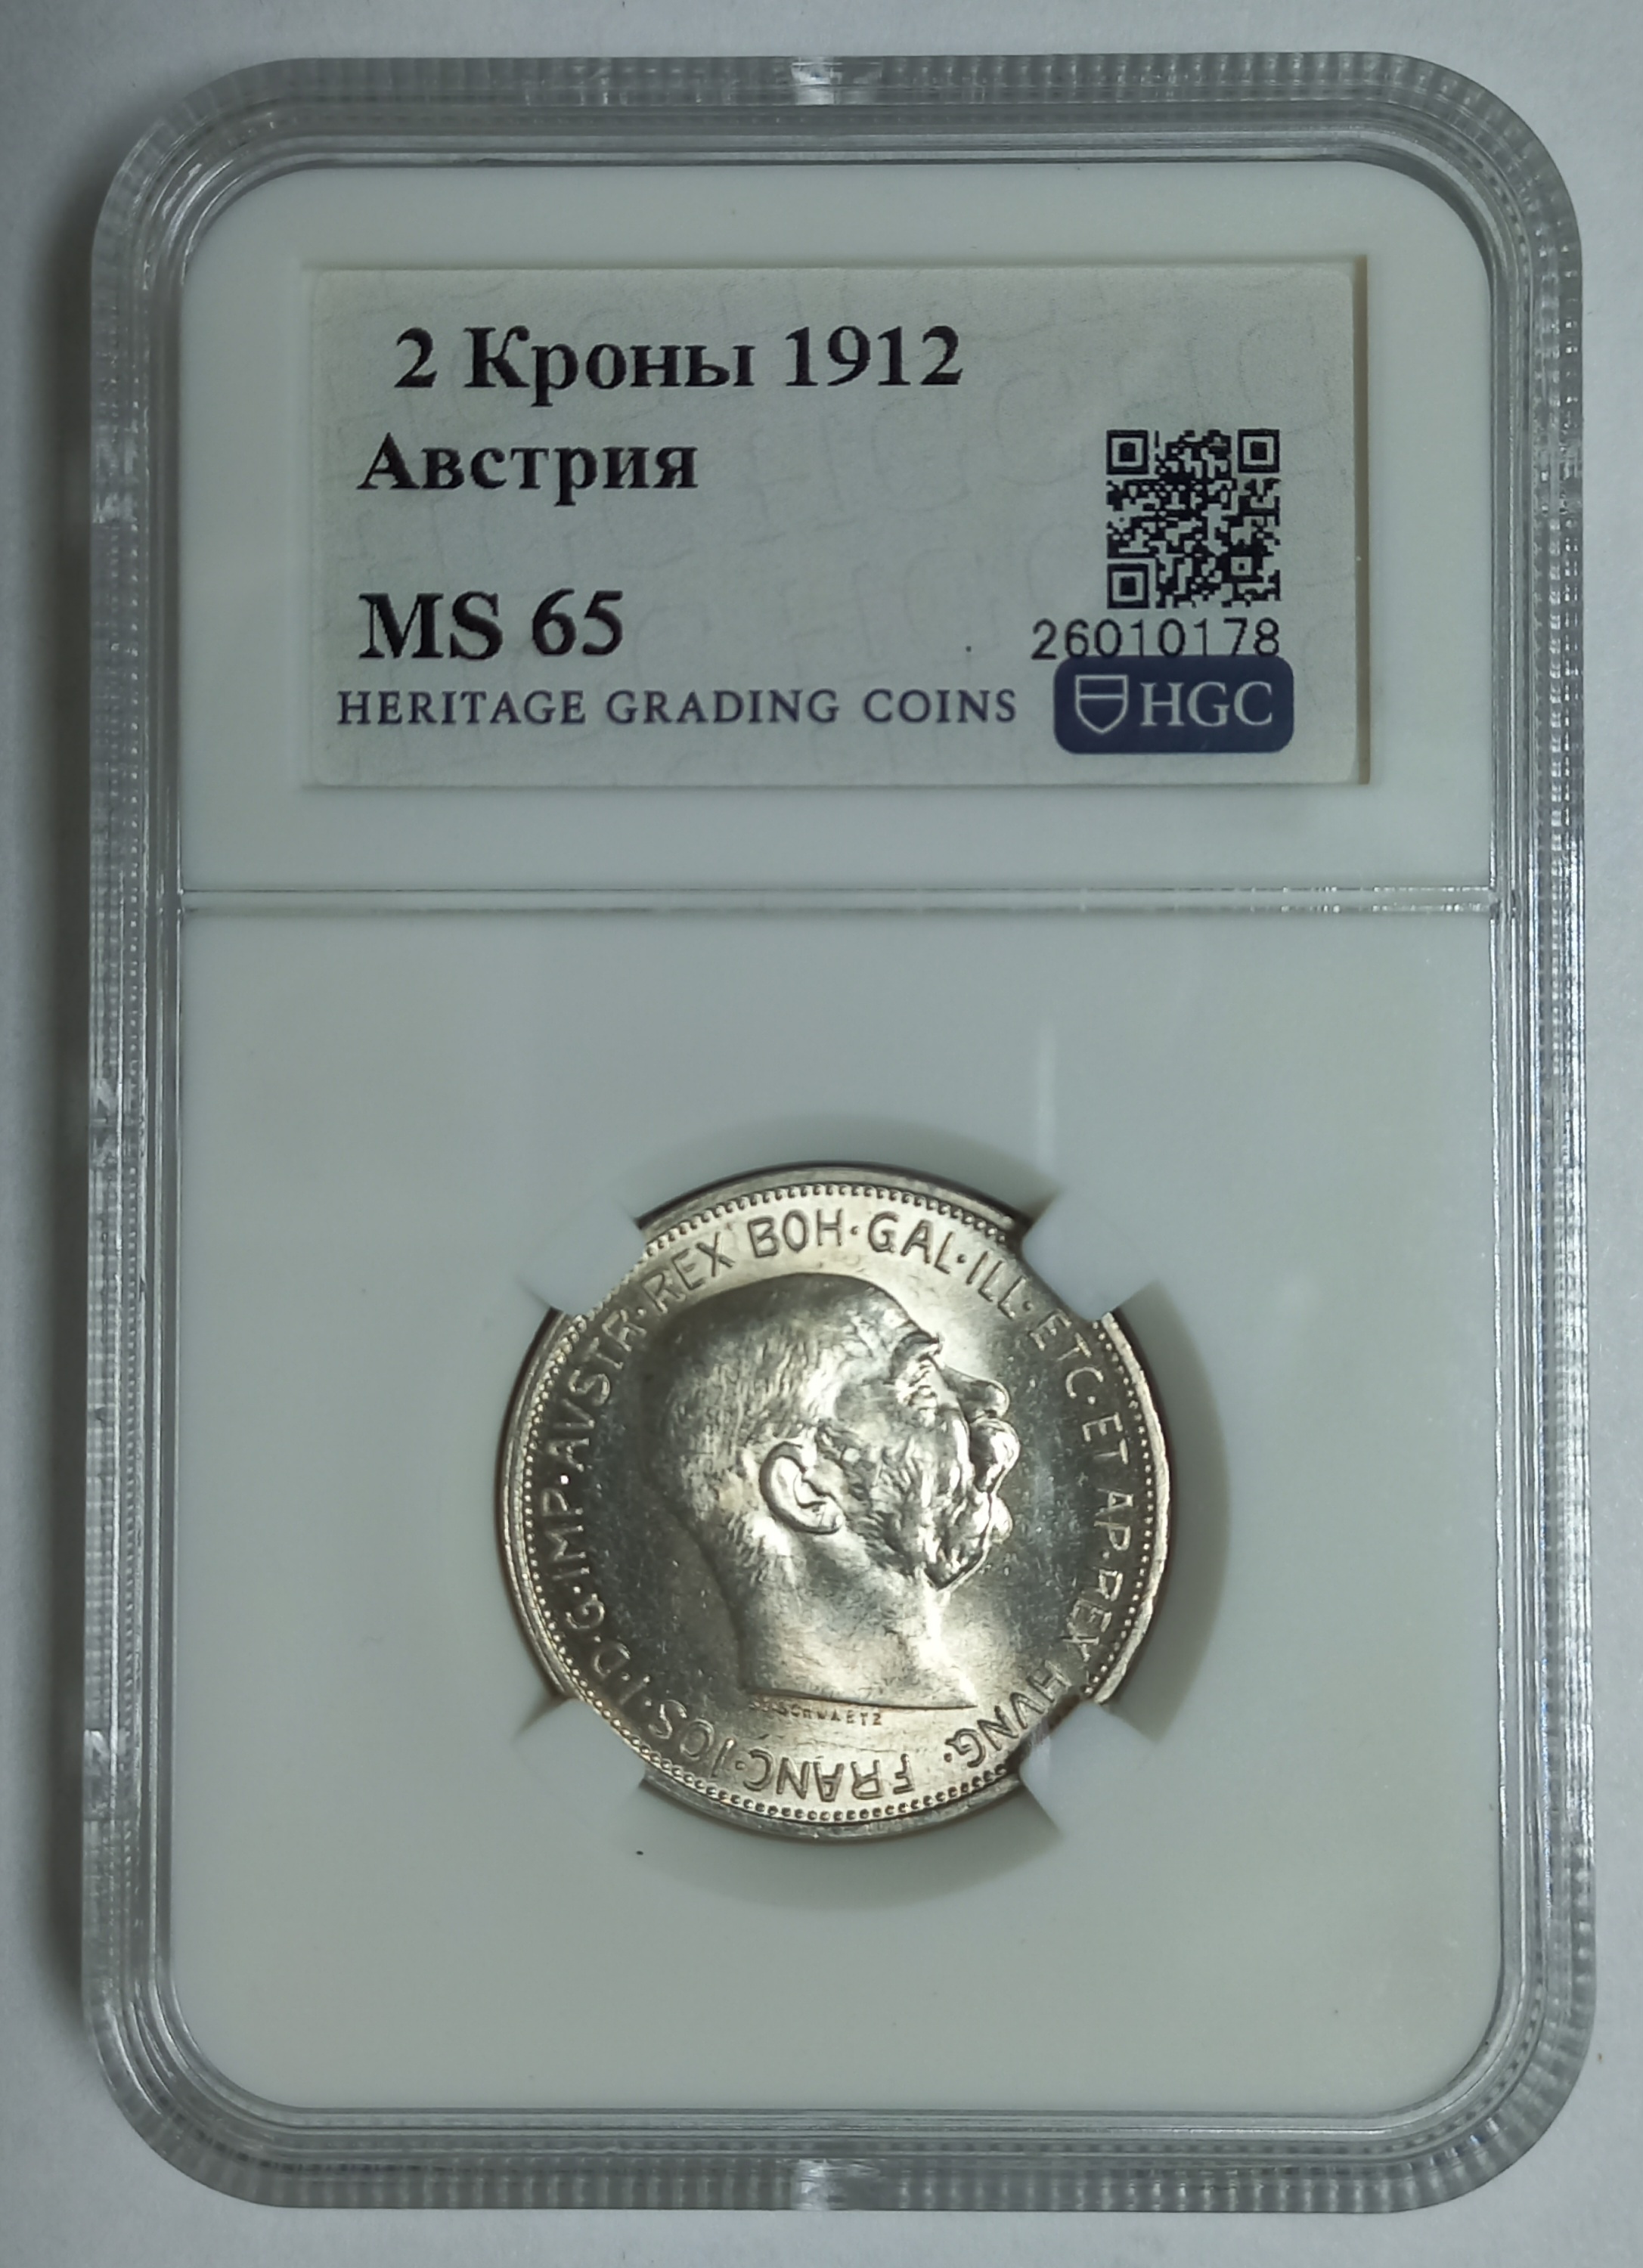 2 Кроны 1912
Австрия
MS 65
26010178
HERITAGE GRADING COINS
HGC
FRANC·IOS·I·D·G·IMP·AVSTR·REX BOH·GAL·ILL·ETC·ET AP·REX HVNG·
SCHWARTZ